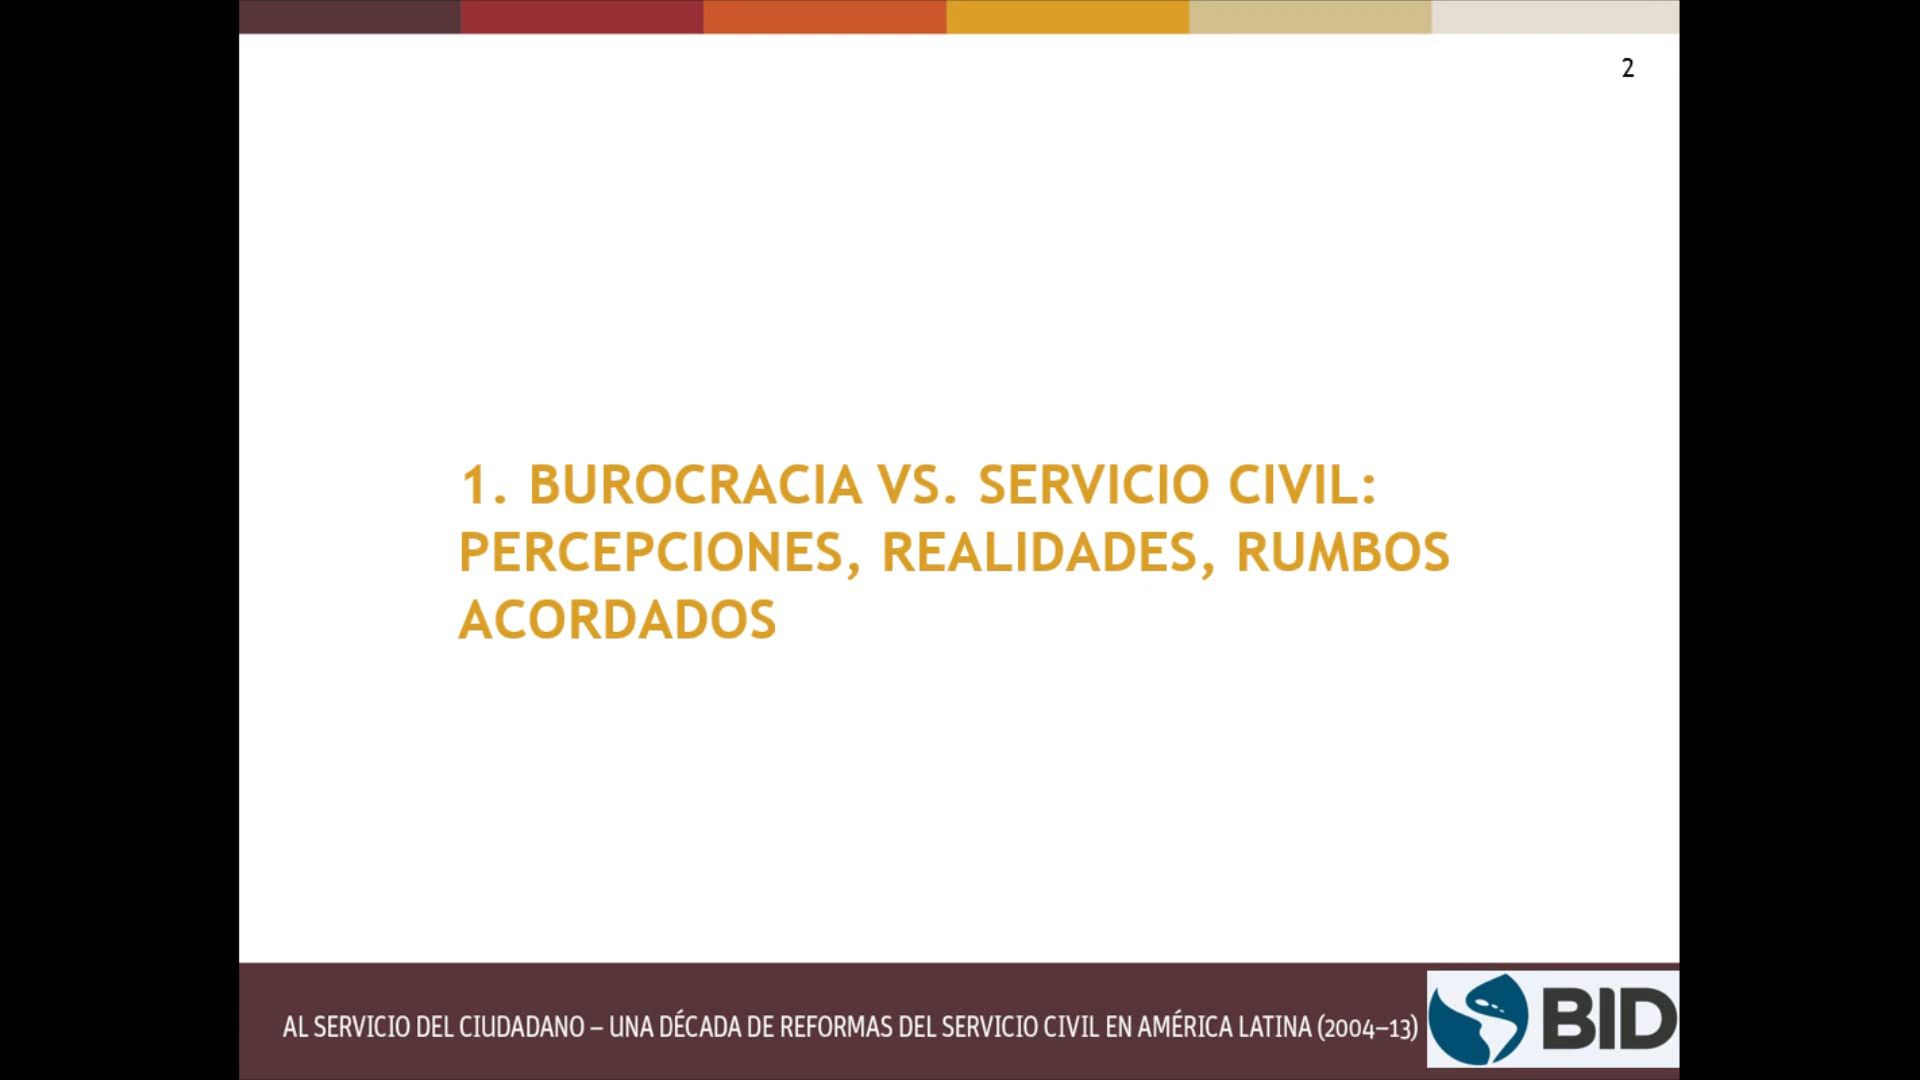 2
1. BUROCRACIA VS. SERVICIO CIVIL:
PERCEPCIONES, REALIDADES, RUMBOS
ACORDADOS
AL SERVICIO DEL CIUDADANO – UNA DÉCADA DE REFORMAS DEL SERVICIO CIVIL EN AMÉRICA LATINA (2004–13)
BID